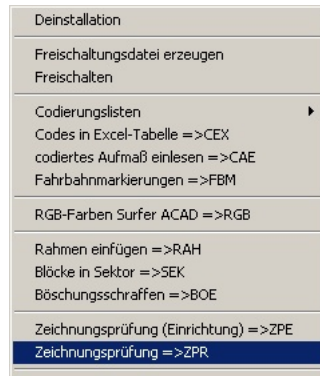 Deinstallation
Freischaltungsdatei erzeugen
Freischalten
Codierungslisten
Codes in Excel-Tabelle =>CEX
codiertes Aufmaß einlesen =>CAE
Fahrbahnmarkierungen =>FBM
RGB-Farben Surfer ACAD =>RGB
Rahmen einfügen =>RAH
Blöcke in Sektor =>SEK
Böschungsschraffen =>BOE
Zeichnungsprüfung (Einrichtung) =>ZPE
Zeichnungsprüfung =>ZPR